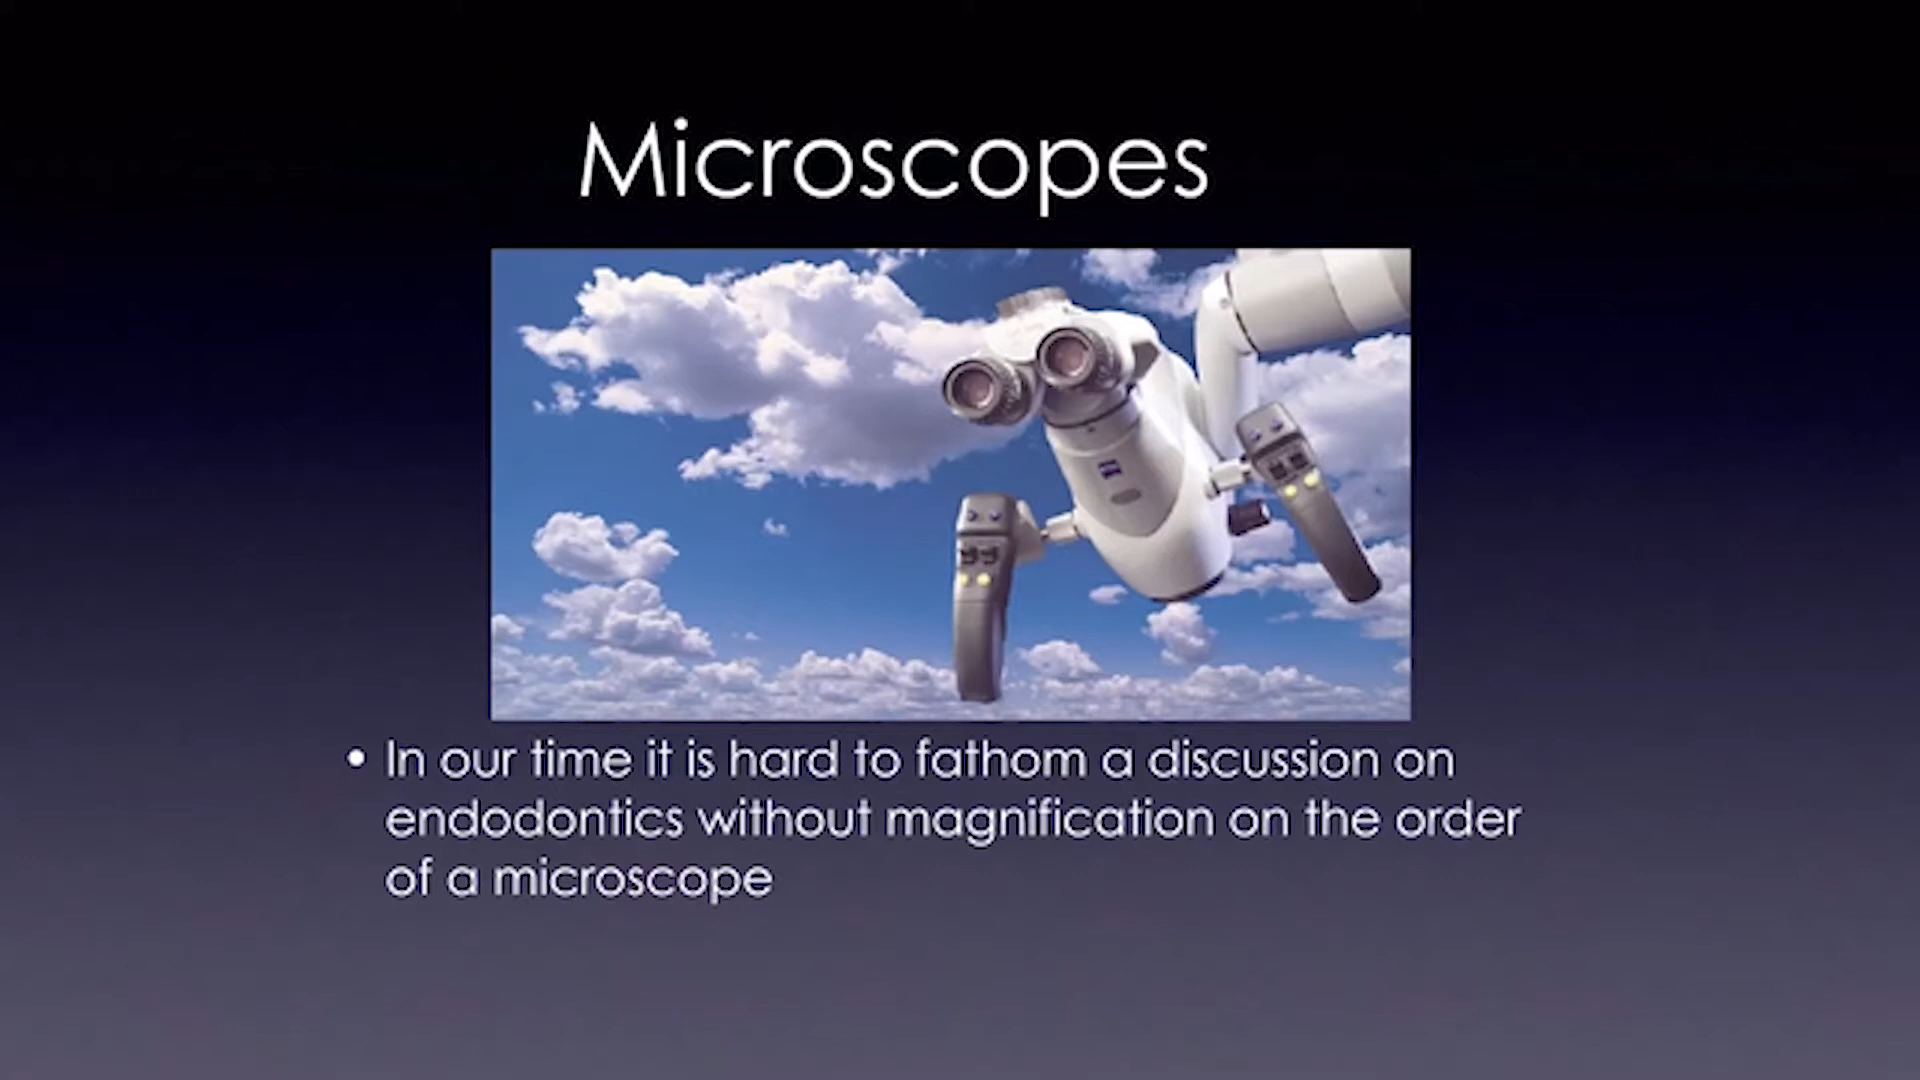 Microscopes
• In our time it is hard to fathom a discussion on
endodontics without magnification on the order
of a microscope